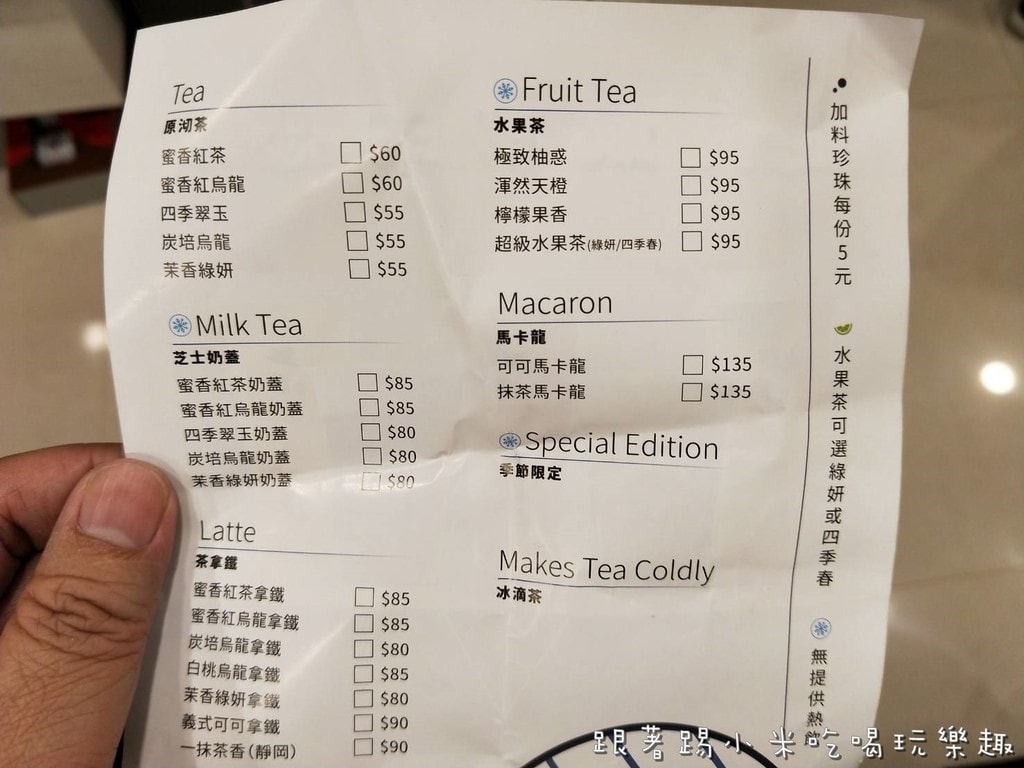 Tea
原沏茶
蜜香紅茶 $60
蜜香紅烏龍 $60
四季翠玉 $55
炭培烏龍 $55
茉香綠妍 $55
Milk Tea
芝士奶蓋
蜜香紅茶奶蓋 $85
蜜香紅烏龍奶蓋 $85
四季翠玉奶蓋 $80
炭培烏龍奶蓋 $80
茉香綠妍奶蓋 $80
Latte
茶拿鐵
蜜香紅茶拿鐵 $85
蜜香紅烏龍拿鐵 $85
炭培烏龍拿鐵 $80
白桃烏龍拿鐵 $85
茉香綠妍拿鐵 $80
義式可可拿鐵 $90
一抹茶香(靜岡) $90
Fruit Tea
水果茶
極致柚惑 $95
渾然天橙 $95
檸檬果香 $95
超級水果茶(綠妍/四季春) $95
Macaron
馬卡龍
可可馬卡龍 $135
抹茶馬卡龍 $135
Special Edition
季節限定
Makes Tea Coldly
冰滴茶
加料珍珠每份5元
水果茶可選綠妍或四季春
無提供熱飲
跟著踢小米吃喝玩樂趣